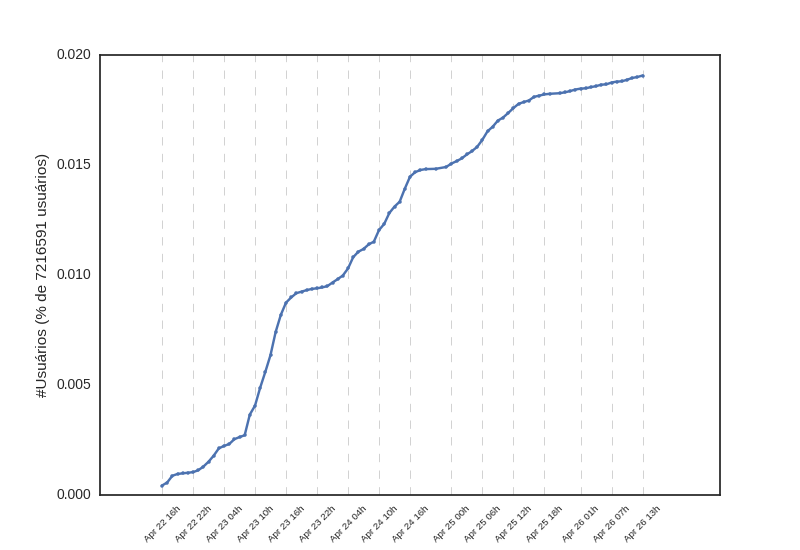 0.020
0.015
0.010
0.005
0.000
#Usuários (% de 7216591 usuários)
Apr 22 16h
Apr 22 22h
Apr 23 04h
Apr 23 10h
Apr 23 16h
Apr 23 22h
Apr 24 04h
Apr 24 10h
Apr 24 16h
Apr 25 00h
Apr 25 06h
Apr 25 12h
Apr 25 18h
Apr 26 01h
Apr 26 07h
Apr 26 13h